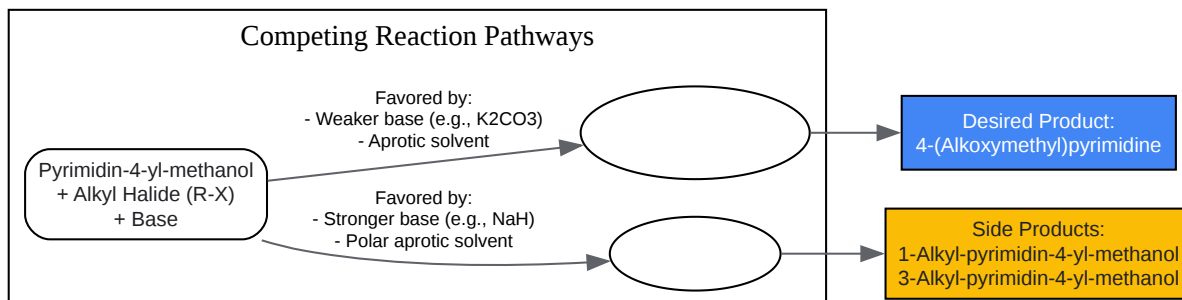 Competing Reaction Pathways
Pyrimidin-4-yl-methanol
+ Alkyl Halide (R-X)
+ Base
Favored by:
- Weaker base (e.g., K2CO3)
- Aprotic solvent
Favored by:
- Stronger base (e.g., NaH)
- Polar aprotic solvent
Desired Product:
4-(Alkoxymethyl)pyrimidine
Side Products:
1-Alkyl-pyrimidin-4-yl-methanol
3-Alkyl-pyrimidin-4-yl-methanol